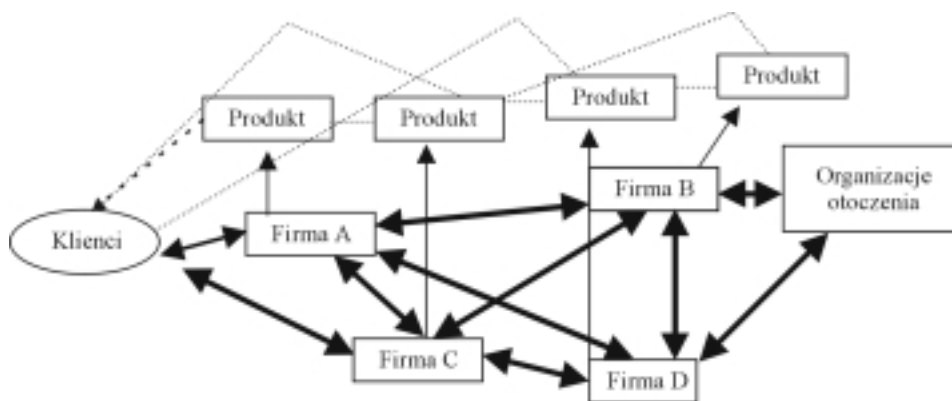 Produkt
Produkt
Produkt
Produkt
Organizacje
otoczenia
Firma B
Firma A
Klienci
Firma C
Firma D